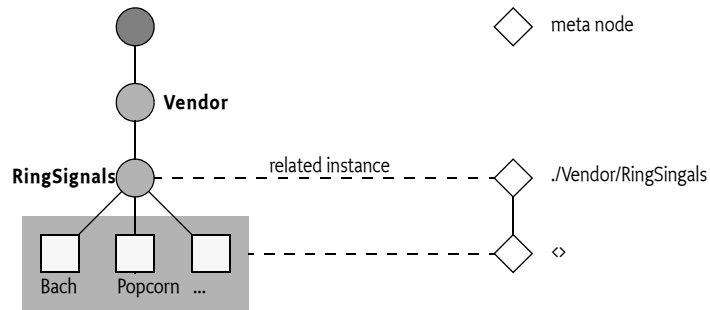 meta node
Vendor
RingSignals
related instance
./Vendor/RingSingals
<>
Bach
Popcorn
...